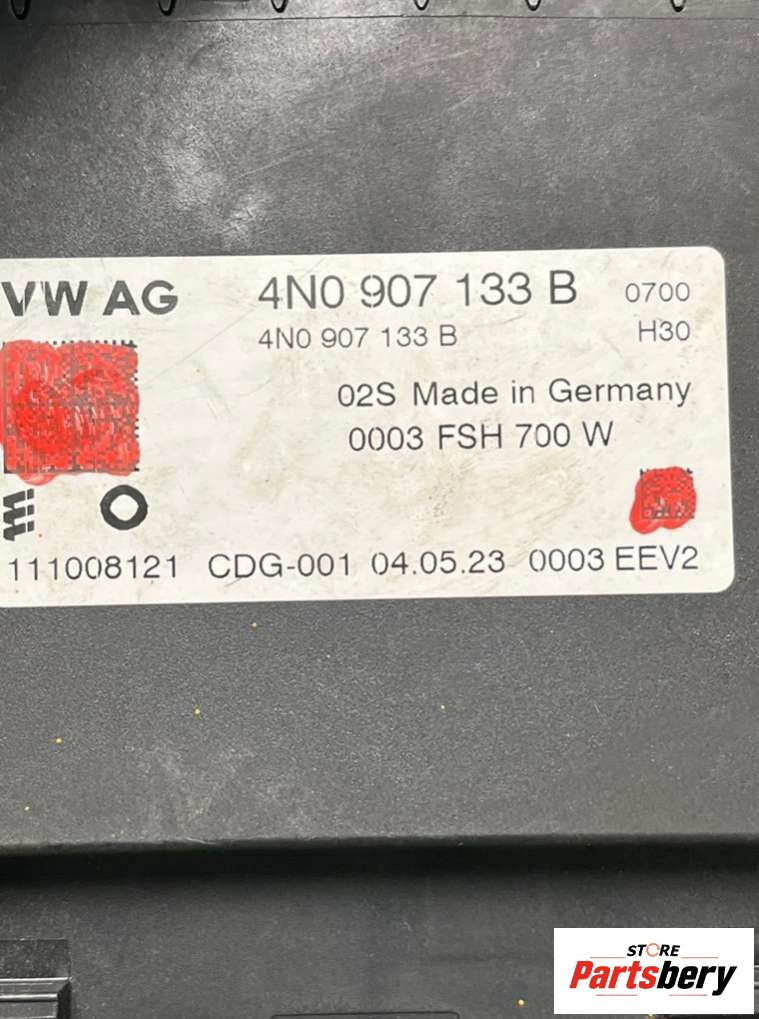 VW AG 4N0 907 133 B 0700
4N0 907 133 B H30
02S Made in Germany
0003 FSH 700 W
111008121 CDG-001 04.05.23 0003 EEV2
STORE
Partsbery